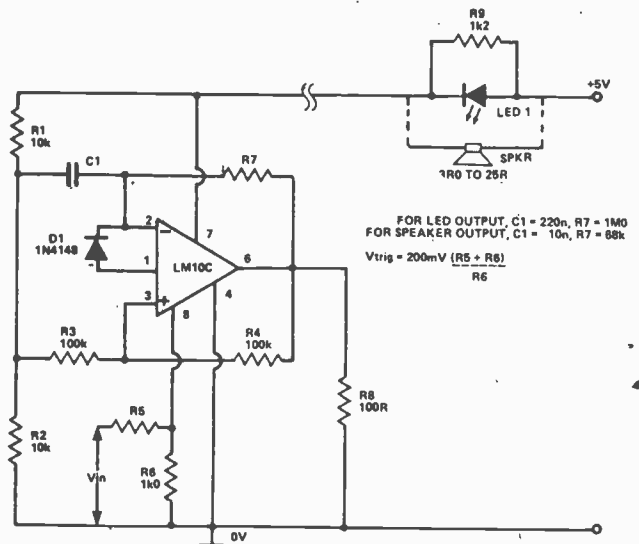 R9
1k2
+5V
LED 1
SPKR
3R0 TO 25R
R1
10k
C1
R7
FOR LED OUTPUT, C1 = 220n, R7 = 1M0
FOR SPEAKER OUTPUT, C1 = 10n, R7 = 68k
Vtrig = 200mV (R5 + R6)
R6
D1
1N4148
2
−
7
1
LM10C
6
3
+
8
4
R3
100k
R4
100k
R5
R8
100R
R2
10k
Vin
R6
1k0
0V